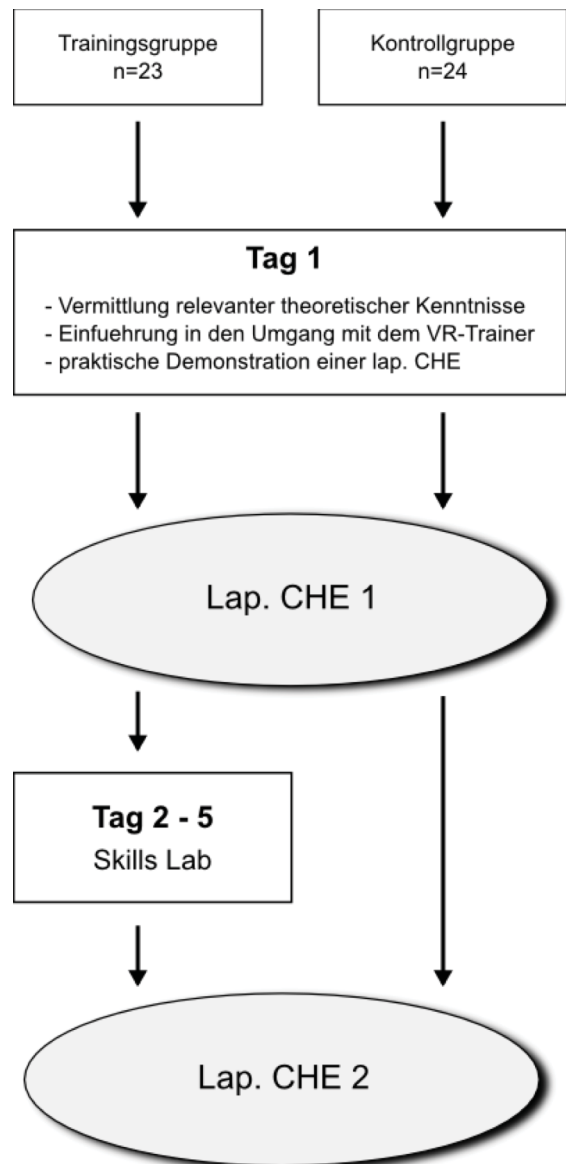 Trainingsgruppe
n=23
Kontrollgruppe
n=24
Tag 1
- Vermittlung relevanter theoretischer Kenntnisse
- Einfuehrung in den Umgang mit dem VR-Trainer
- praktische Demonstration einer lap. CHE
Lap. CHE 1
Tag 2 - 5
Skills Lab
Lap. CHE 2